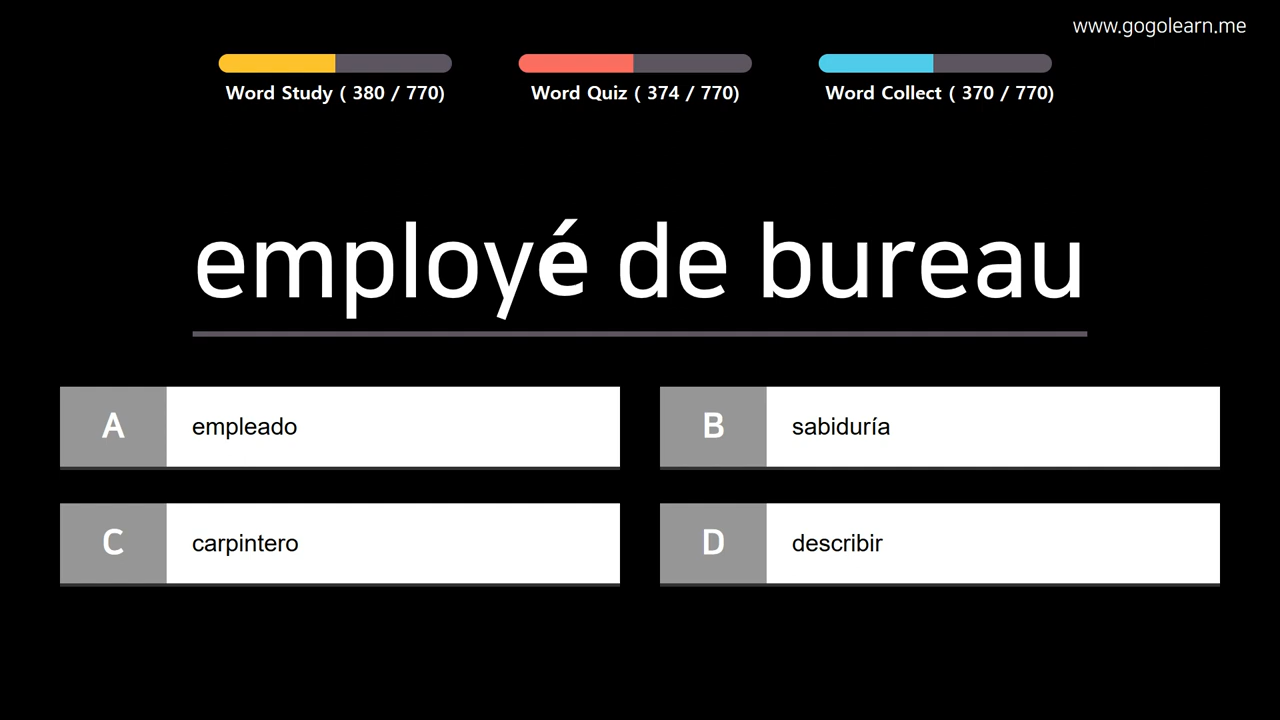 www.gogolearn.me
Word Study ( 380 / 770)
Word Quiz ( 374 / 770)
Word Collect ( 370 / 770)
employé de bureau
A empleado
B sabiduría
C carpintero
D describir